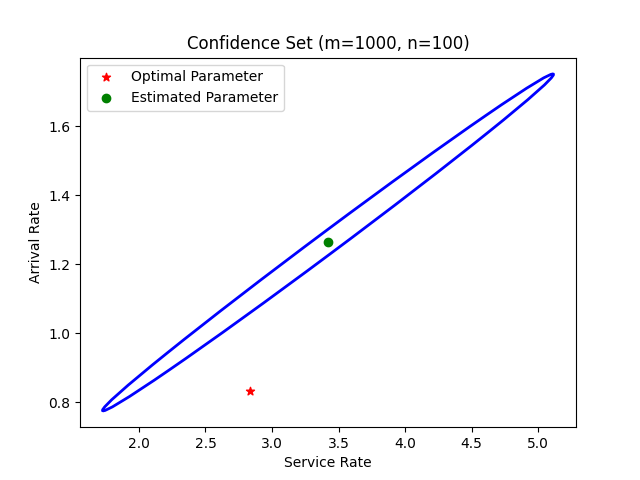 Confidence Set (m=1000, n=100)
Optimal Parameter
Estimated Parameter
Arrival Rate
1.6
1.4
1.2
1.0
0.8
2.0 2.5 3.0 3.5 4.0 4.5 5.0
Service Rate